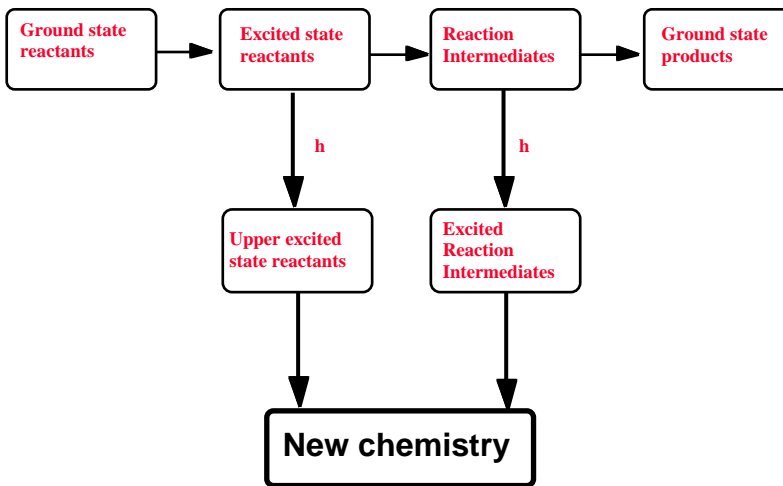 Ground state
reactants
Excited state
reactants
Reaction
Intermediates
Ground state
products
h
h
Upper excited
state reactants
Excited
Reaction
Intermediates
New chemistry